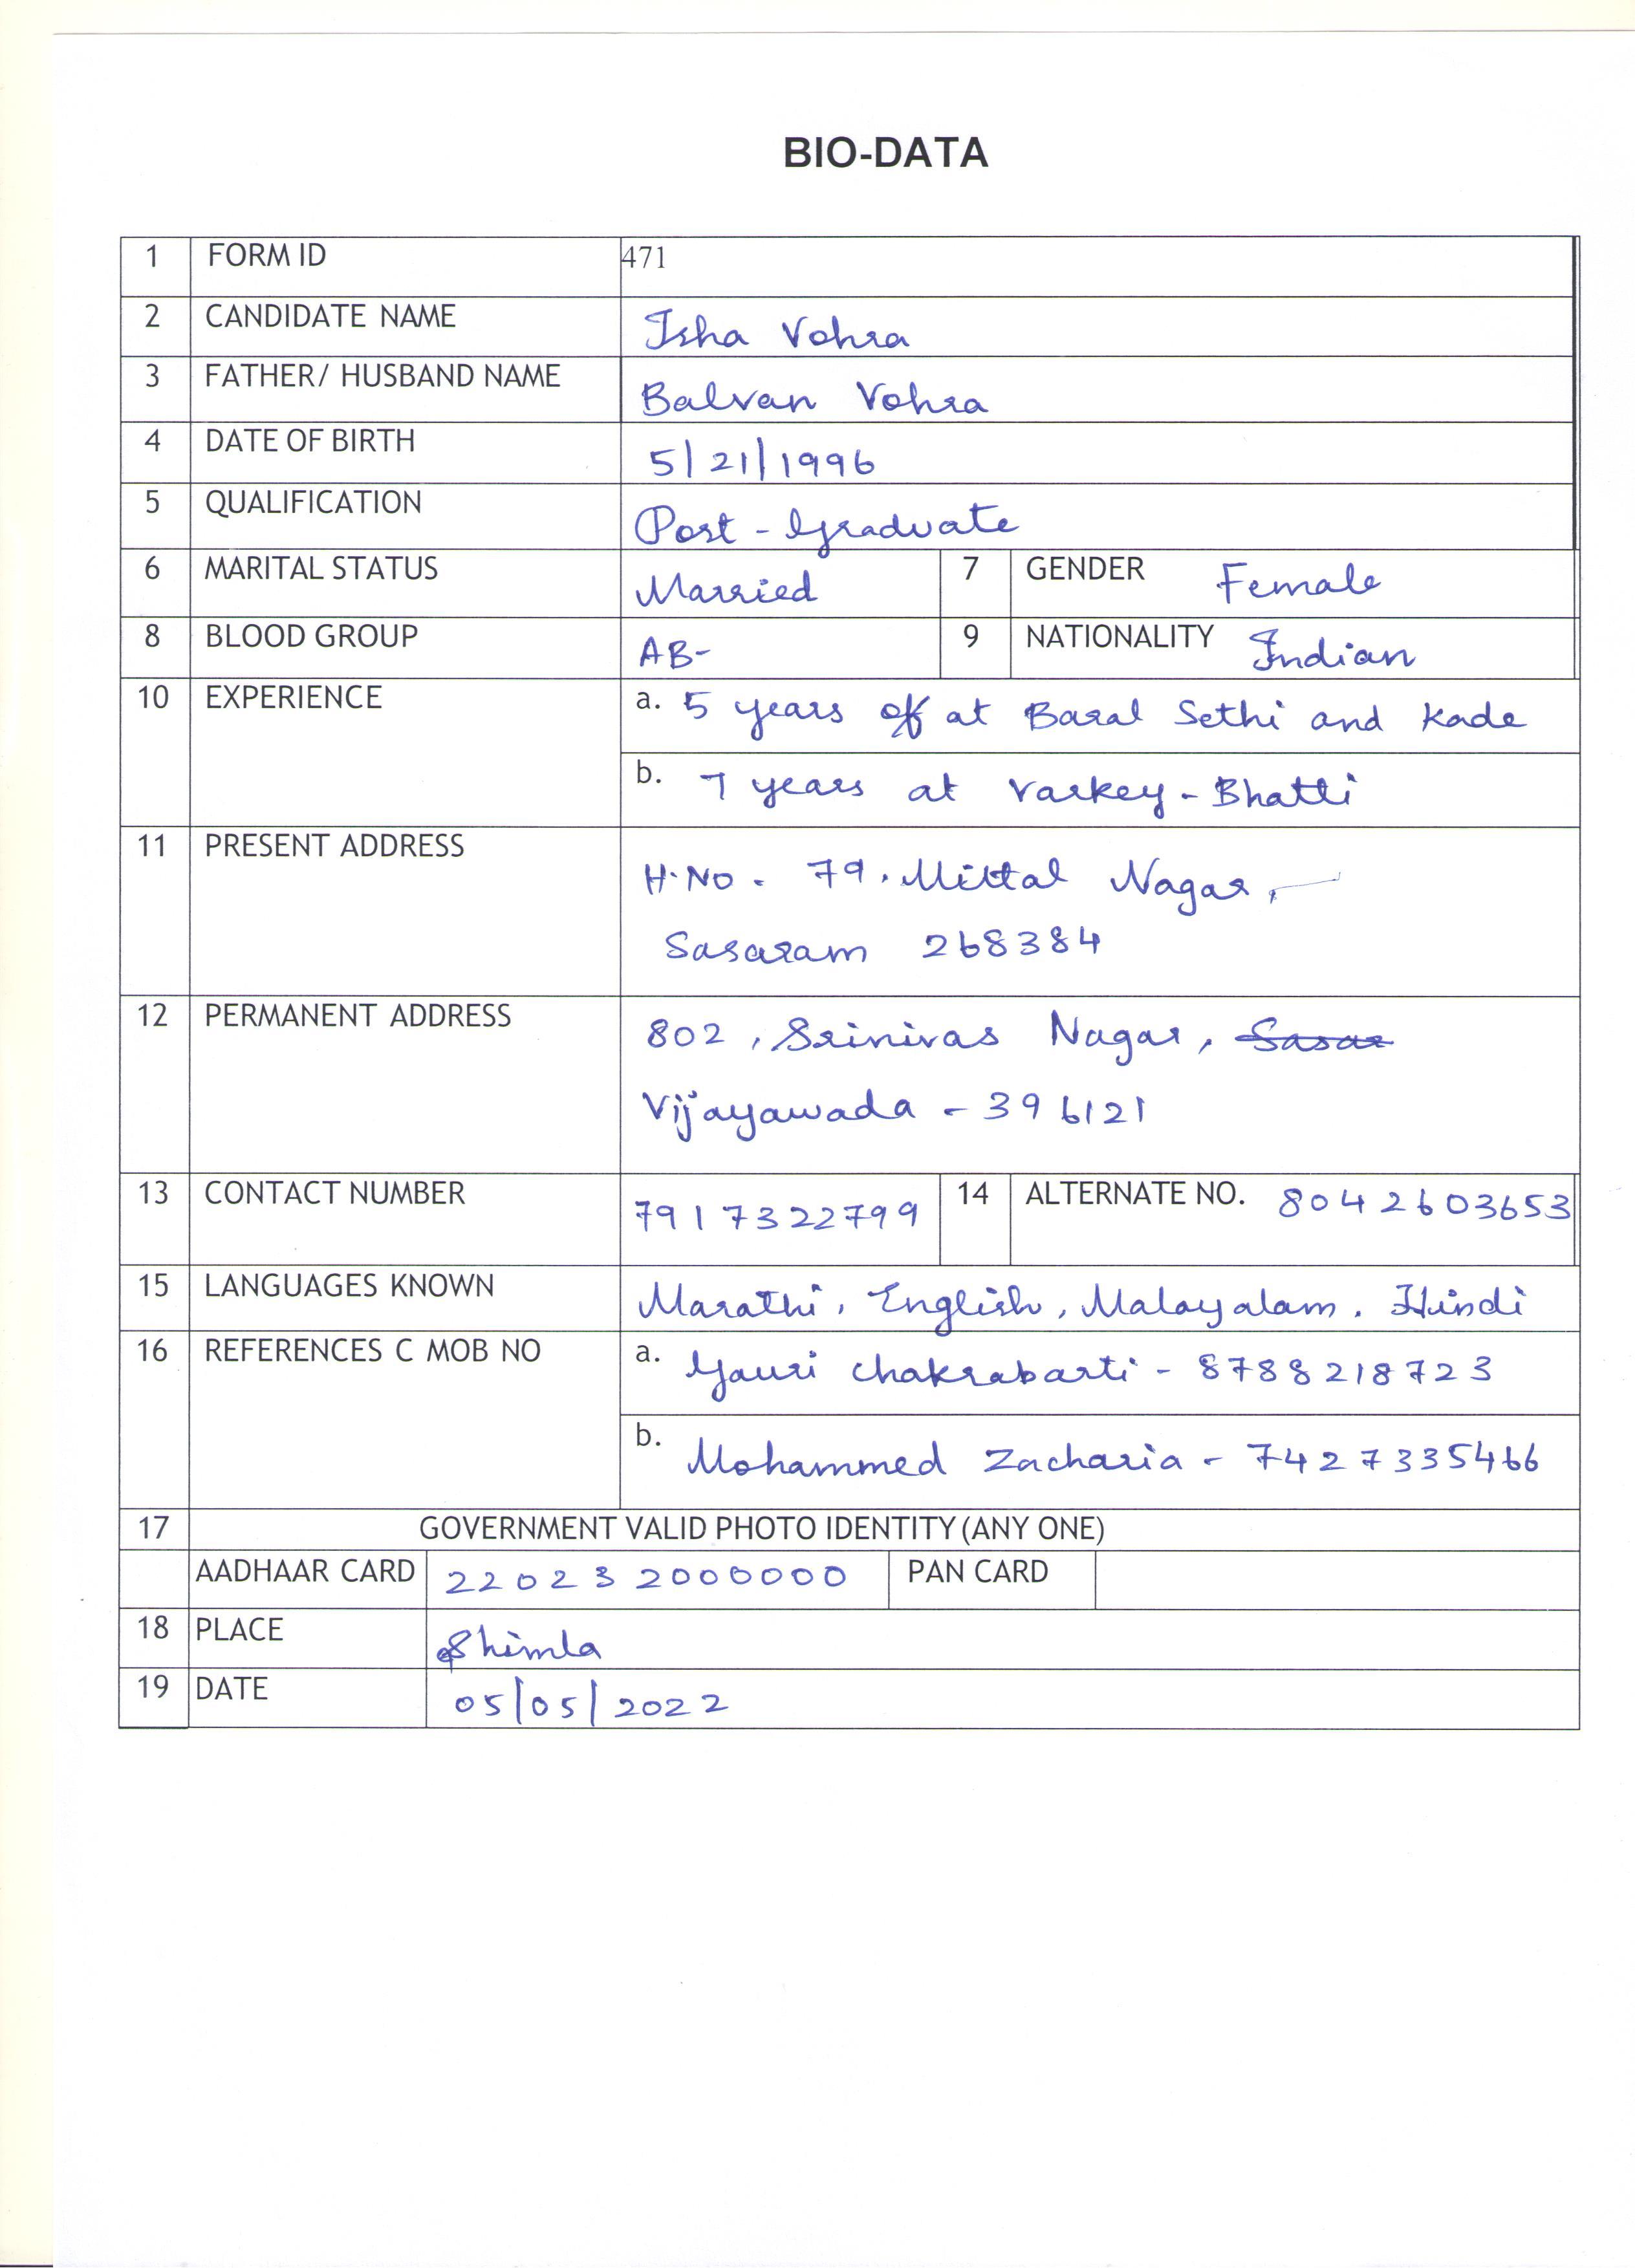 BIO-DATA
1 FORM ID 471
2 CANDIDATE NAME Isha Vohra
3 FATHER/ HUSBAND NAME Balvan Vohra
4 DATE OF BIRTH 5/21/1996
5 QUALIFICATION Post - Graduate
6 MARITAL STATUS Married 7 GENDER Female
8 BLOOD GROUP AB- 9 NATIONALITY Indian
10 EXPERIENCE a. 5 years of at Baral Sethi and Kade
b. 7 years at Varkey - Bhatti
11 PRESENT ADDRESS
H.No. 79, Mittal Nagar,
Sasaram 268384
12 PERMANENT ADDRESS
802, Srinivas Nagar, Sasar
Vijayawada - 396121
13 CONTACT NUMBER 7917322799 14 ALTERNATE NO. 8042603653
15 LANGUAGES KNOWN Marathi, English, Malayalam, Hindi
16 REFERENCES C MOB NO a. Gauri Chakrabarti - 8788218723
b. Mohammed Zacharia - 7427335466
17 GOVERNMENT VALID PHOTO IDENTITY (ANY ONE)
AADHAAR CARD 220232000000 PAN CARD
18 PLACE Shimla
19 DATE 05/05/2022